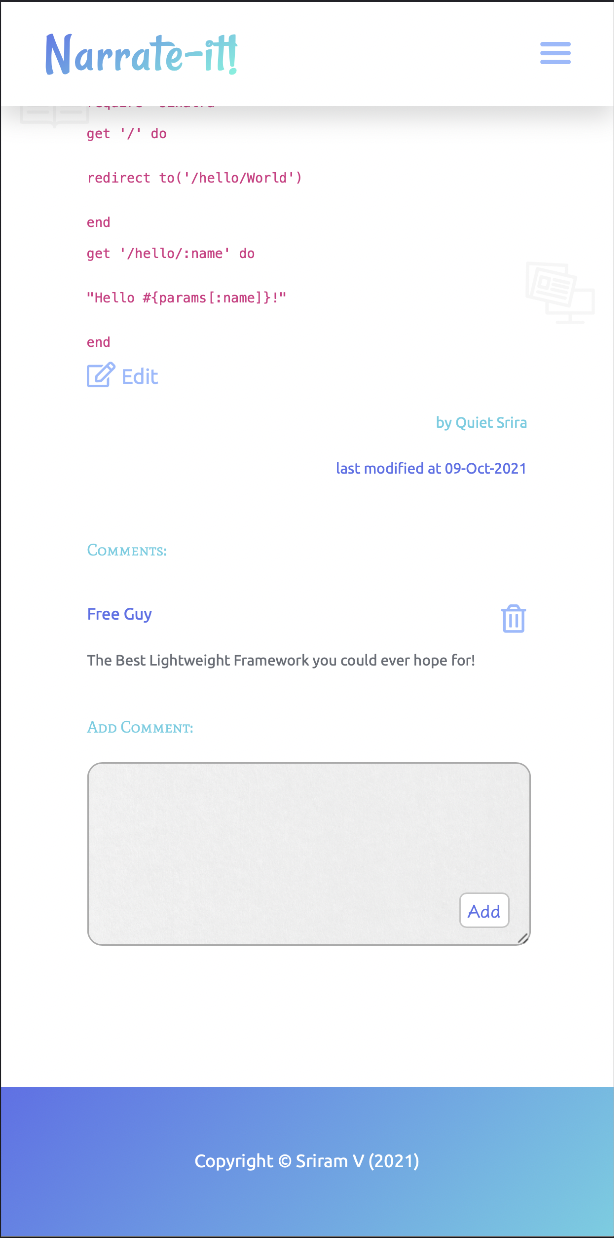 Narrate-it!
get '/' do
redirect to('/hello/World')
end
get '/hello/:name' do
"Hello #{params[:name]}!"
end
Edit
by Quiet Srira
last modified at 09-Oct-2021
Comments:
Free Guy
The Best Lightweight Framework you could ever hope for!
Add Comment:
Add
Copyright © Sriram V (2021)